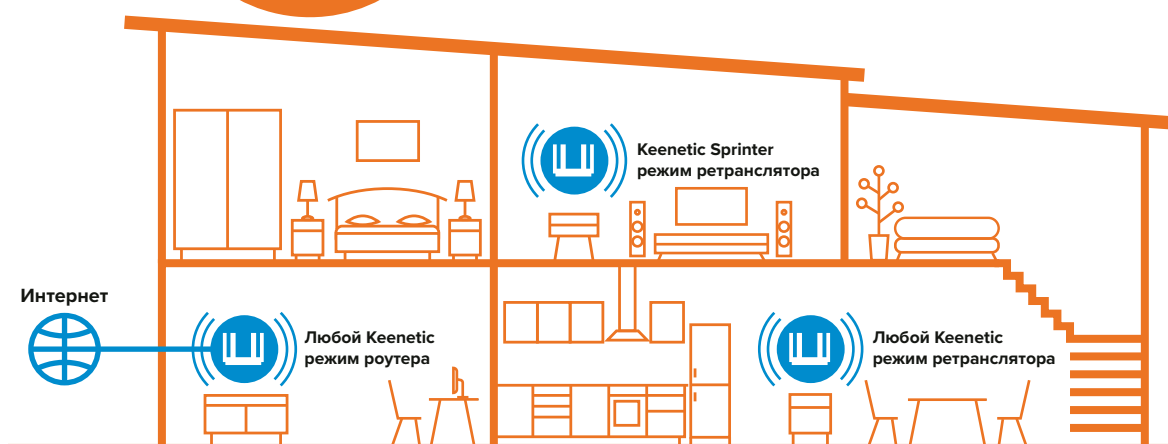 Keenetic Sprinter
режим ретранслятора
Интернет
Любой Keenetic
режим роутера
Любой Keenetic
режим ретранслятора